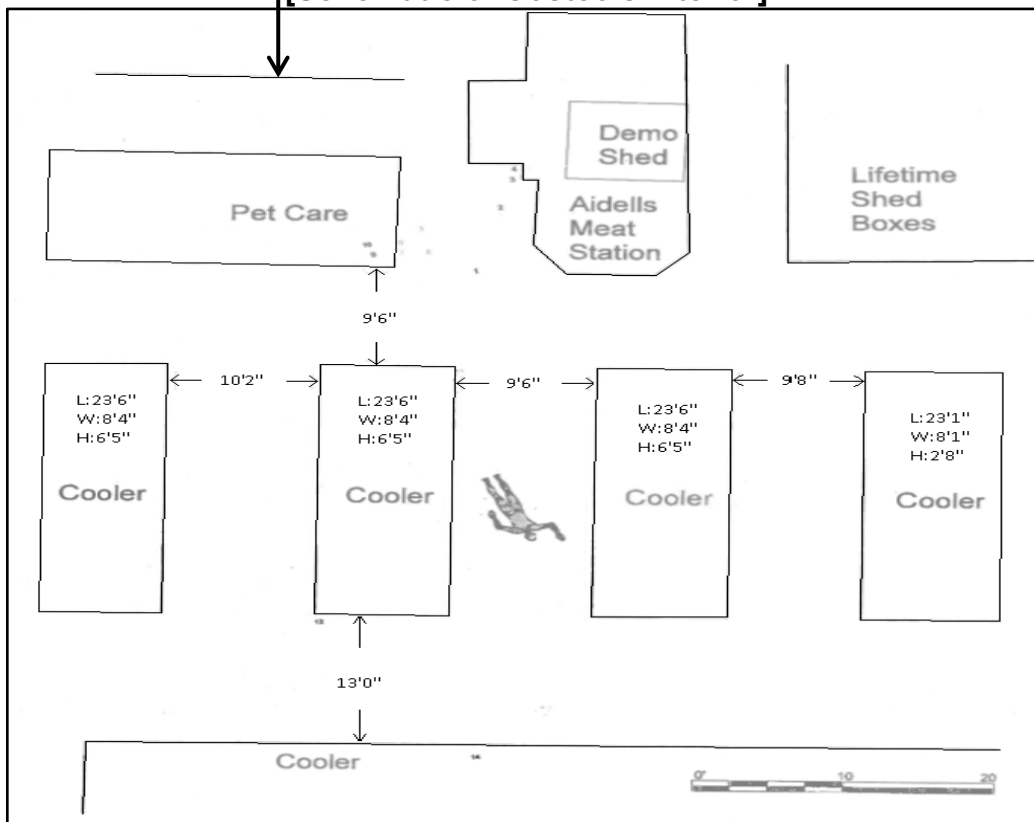 Demo
Shed
Pet Care
Aidells
Meat
Station
Lifetime
Shed
Boxes
1
9'6"
10'2"
9'6"
9'8"
L:23'6"
W:8'4"
H:6'5"
Cooler
L:23'6"
W:8'4"
H:6'5"
Cooler
L:23'6"
W:8'4"
H:6'5"
Cooler
L:23'1"
W:8'1"
H:2'8"
Cooler
13'0"
Cooler
14
0' 10 20